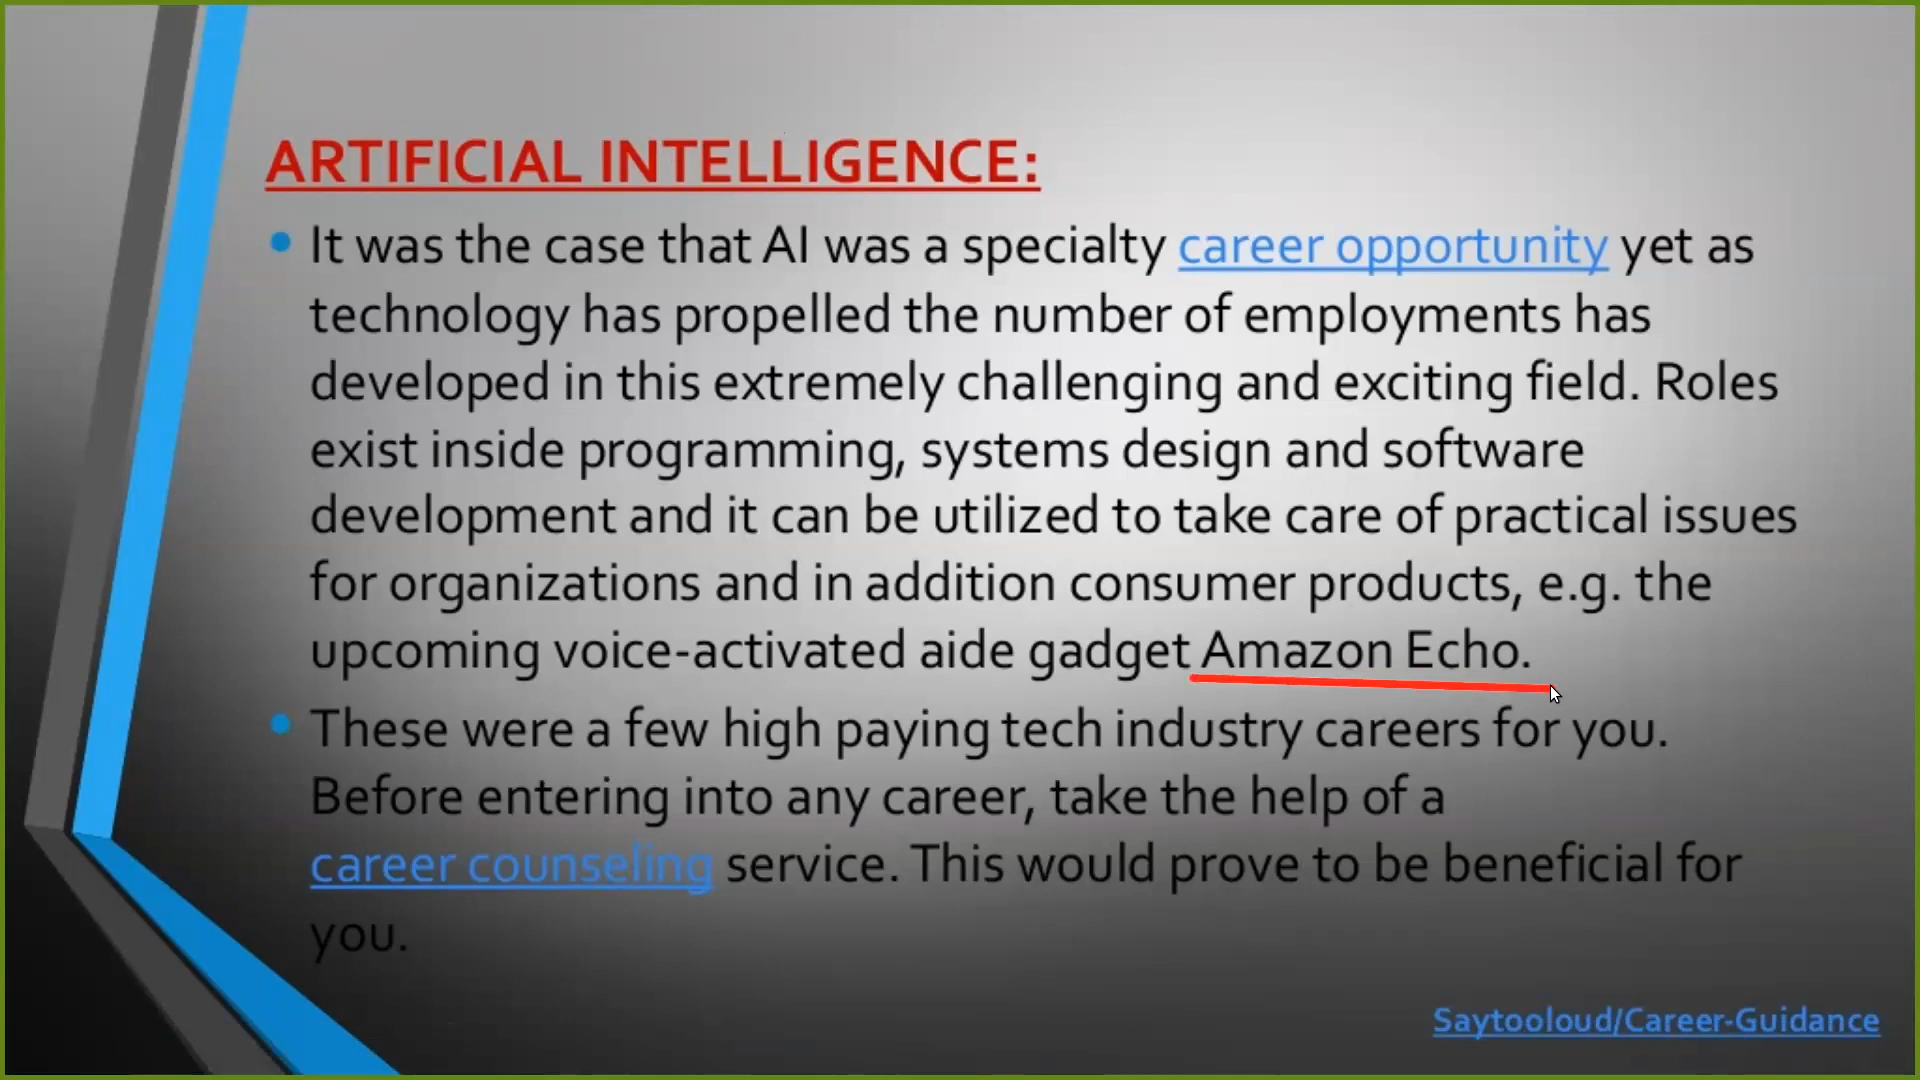 ARTIFICIAL INTELLIGENCE:
It was the case that AI was a specialty career opportunity yet as
technology has propelled the number of employments has
developed in this extremely challenging and exciting field. Roles
exist inside programming, systems design and software
development and it can be utilized to take care of practical issues
for organizations and in addition consumer products, e.g. the
upcoming voice-activated aide gadget Amazon Echo.
These were a few high paying tech industry careers for you.
Before entering into any career, take the help of a
career counseling service. This would prove to be beneficial for
you.
Saytooloud/Career-Guidance